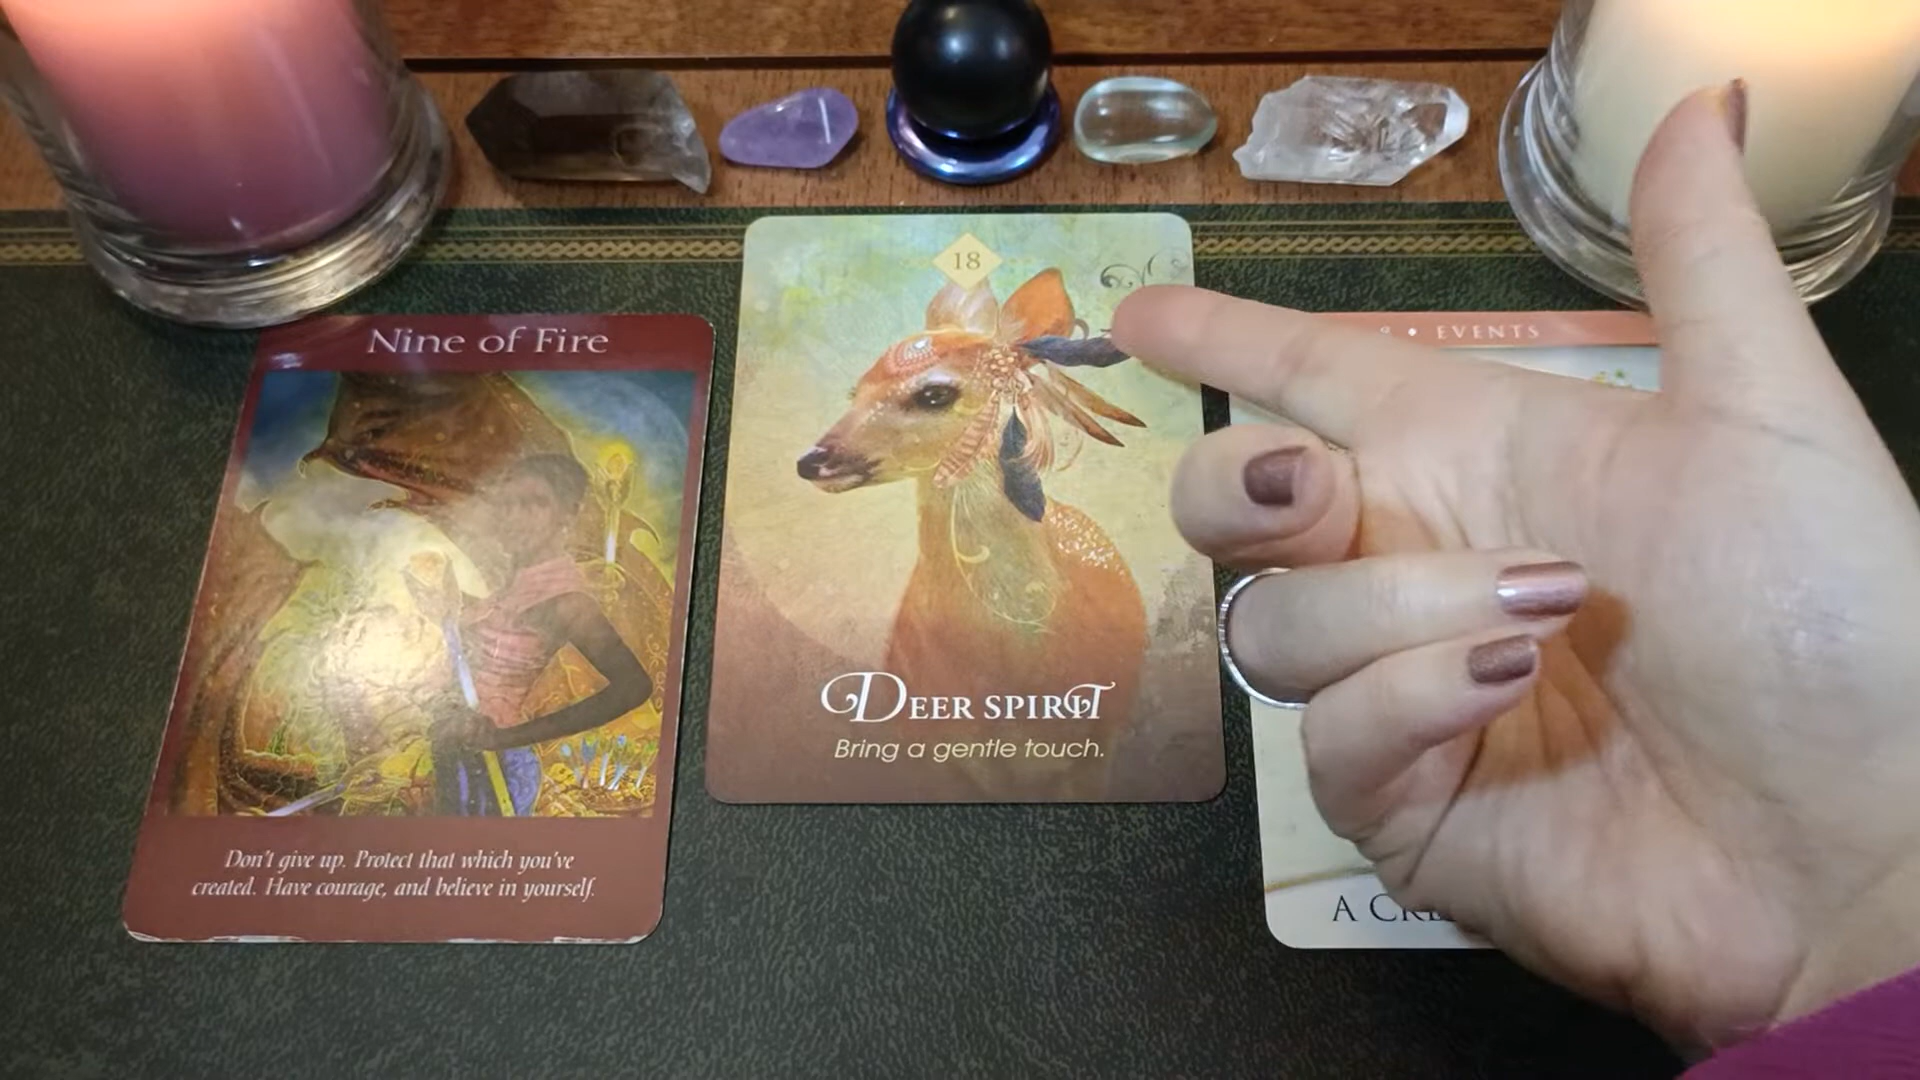 Nine of Fire
Don't give up. Protect that which you've
created. Have courage, and believe in yourself.
18
DEER SPIRIT
Bring a gentle touch.
EVENTS
A